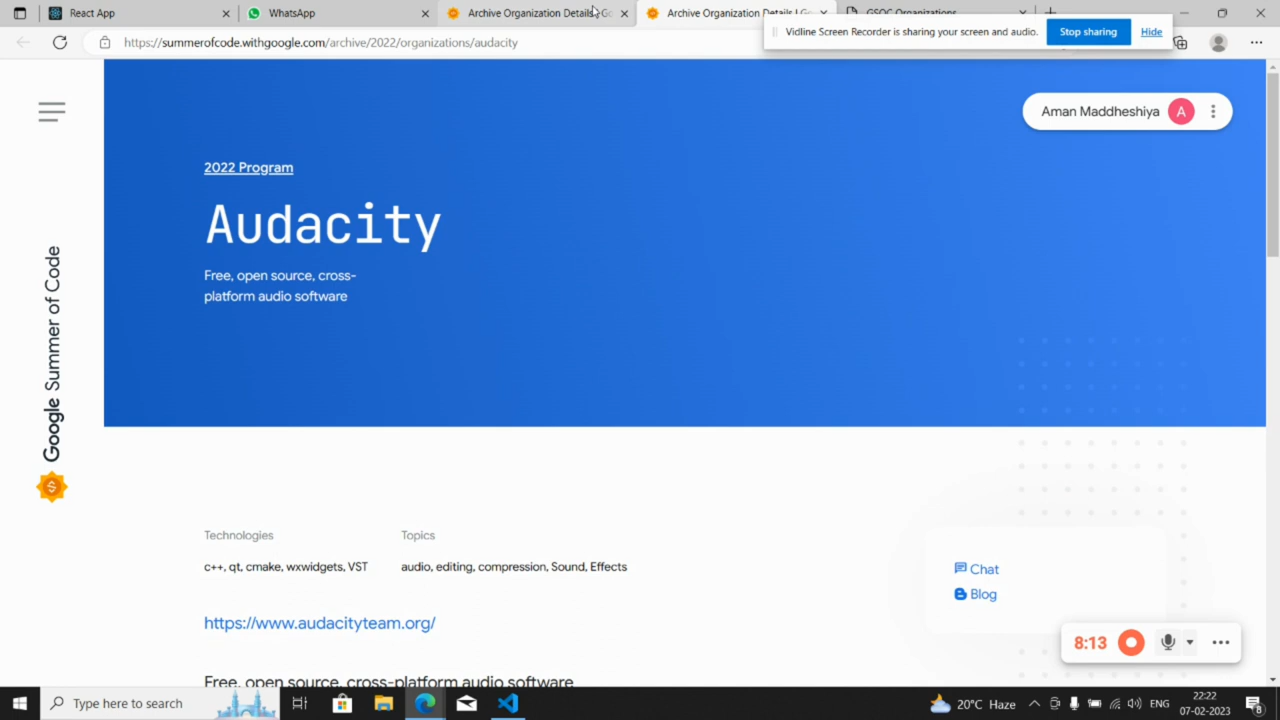 React App
WhatsApp
Archive Organization Details | Go
Archive Organization Details | Go
GSOC Organizations
https://summerofcode.withgoogle.com/archive/2022/organizations/audacity
Vidline Screen Recorder is sharing your screen and audio.
Stop sharing
Hide
Aman Maddheshiya
A
2022 Program
Audacity
Free, open source, cross-
platform audio software
Google Summer of Code
Technologies
Topics
c++, qt, cmake, wxwidgets, VST
audio, editing, compression, Sound, Effects
Chat
Blog
https://www.audacityteam.org/
Free, open source, cross-platform audio software
8:13
Type here to search
20°C Haze
ENG
22:22
07-02-2023
8